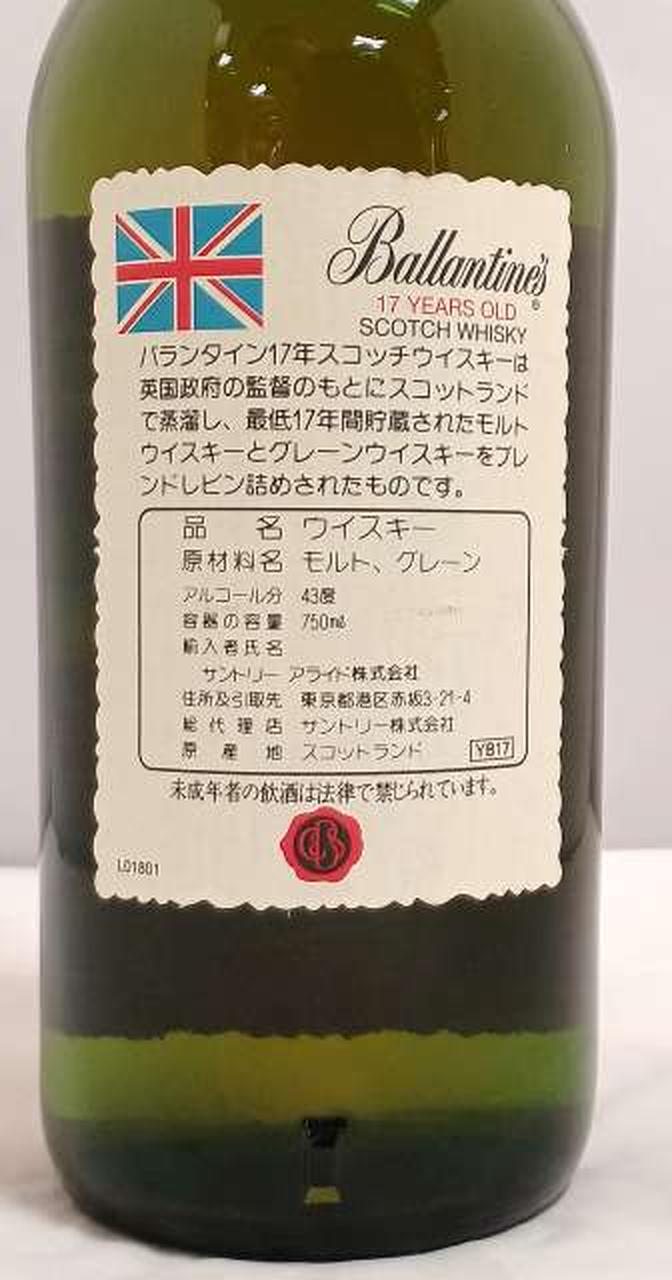 Ballantine's
®
17 YEARS OLD
SCOTCH WHISKY
バランタイン17年スコッチウイスキーは
英国政府の監督のもとにスコットランド
で蒸溜し、最低17年間貯蔵されたモルト
ウイスキーとグレーンウイスキーをブレ
ンドしビン詰めされたものです。
品 名 ウイスキー
原材料名 モルト、グレーン
アルコール分 43度
容器の容量 750㎖
輸入者氏名
サントリー アライド株式会社
住所及引取先 東京都港区赤坂3-21-4
総代理店 サントリー株式会社
原産地 スコットランド YB17
未成年者の飲酒は法律で禁じられています。
L01801